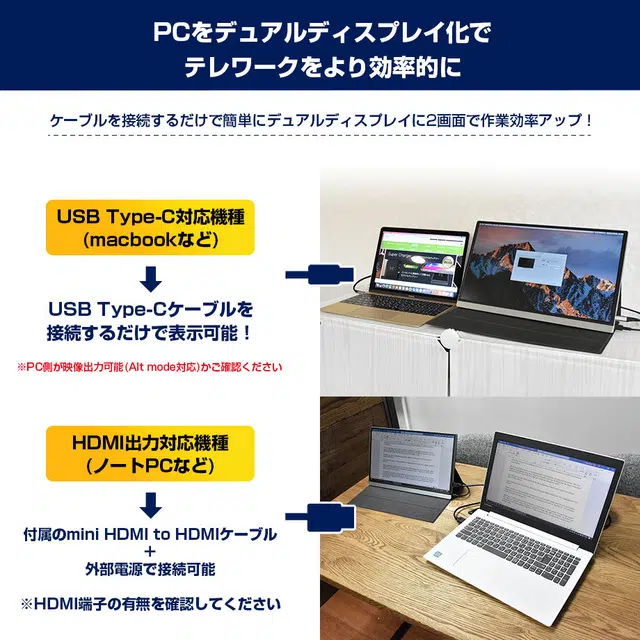 PCをデュアルディスプレイ化で
テレワークをより効率的に
ケーブルを接続するだけで簡単にデュアルディスプレイに2画面で作業効率アップ！
USB Type-C対応機種
(macbookなど)
USB Type-Cケーブルを
接続するだけで表示可能！
※PC側が映像出力可能(Alt mode対応)かご確認ください
HDMI出力対応機種
(ノートPCなど)
付属のmini HDMI to HDMIケーブル
+
外部電源で接続可能
※HDMI端子の有無を確認してください